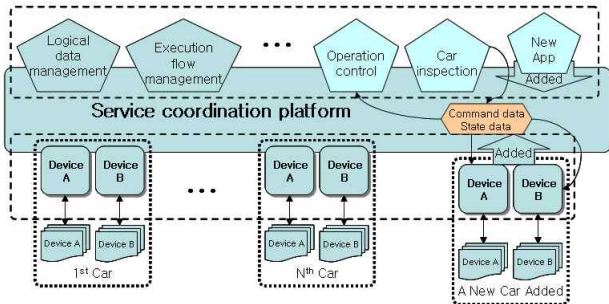 Logical
data
management
Execution
flow
management
...
Operation
control
Car
inspection
New
App
Added
Service coordination platform
Command data
State data
Added
Device
A
Device
B
...
Device
A
Device
B
Device
A
Device
B
Device A
Device B
Device A
Device B
Device A
Device B
1st Car
Nth Car
A New Car Added